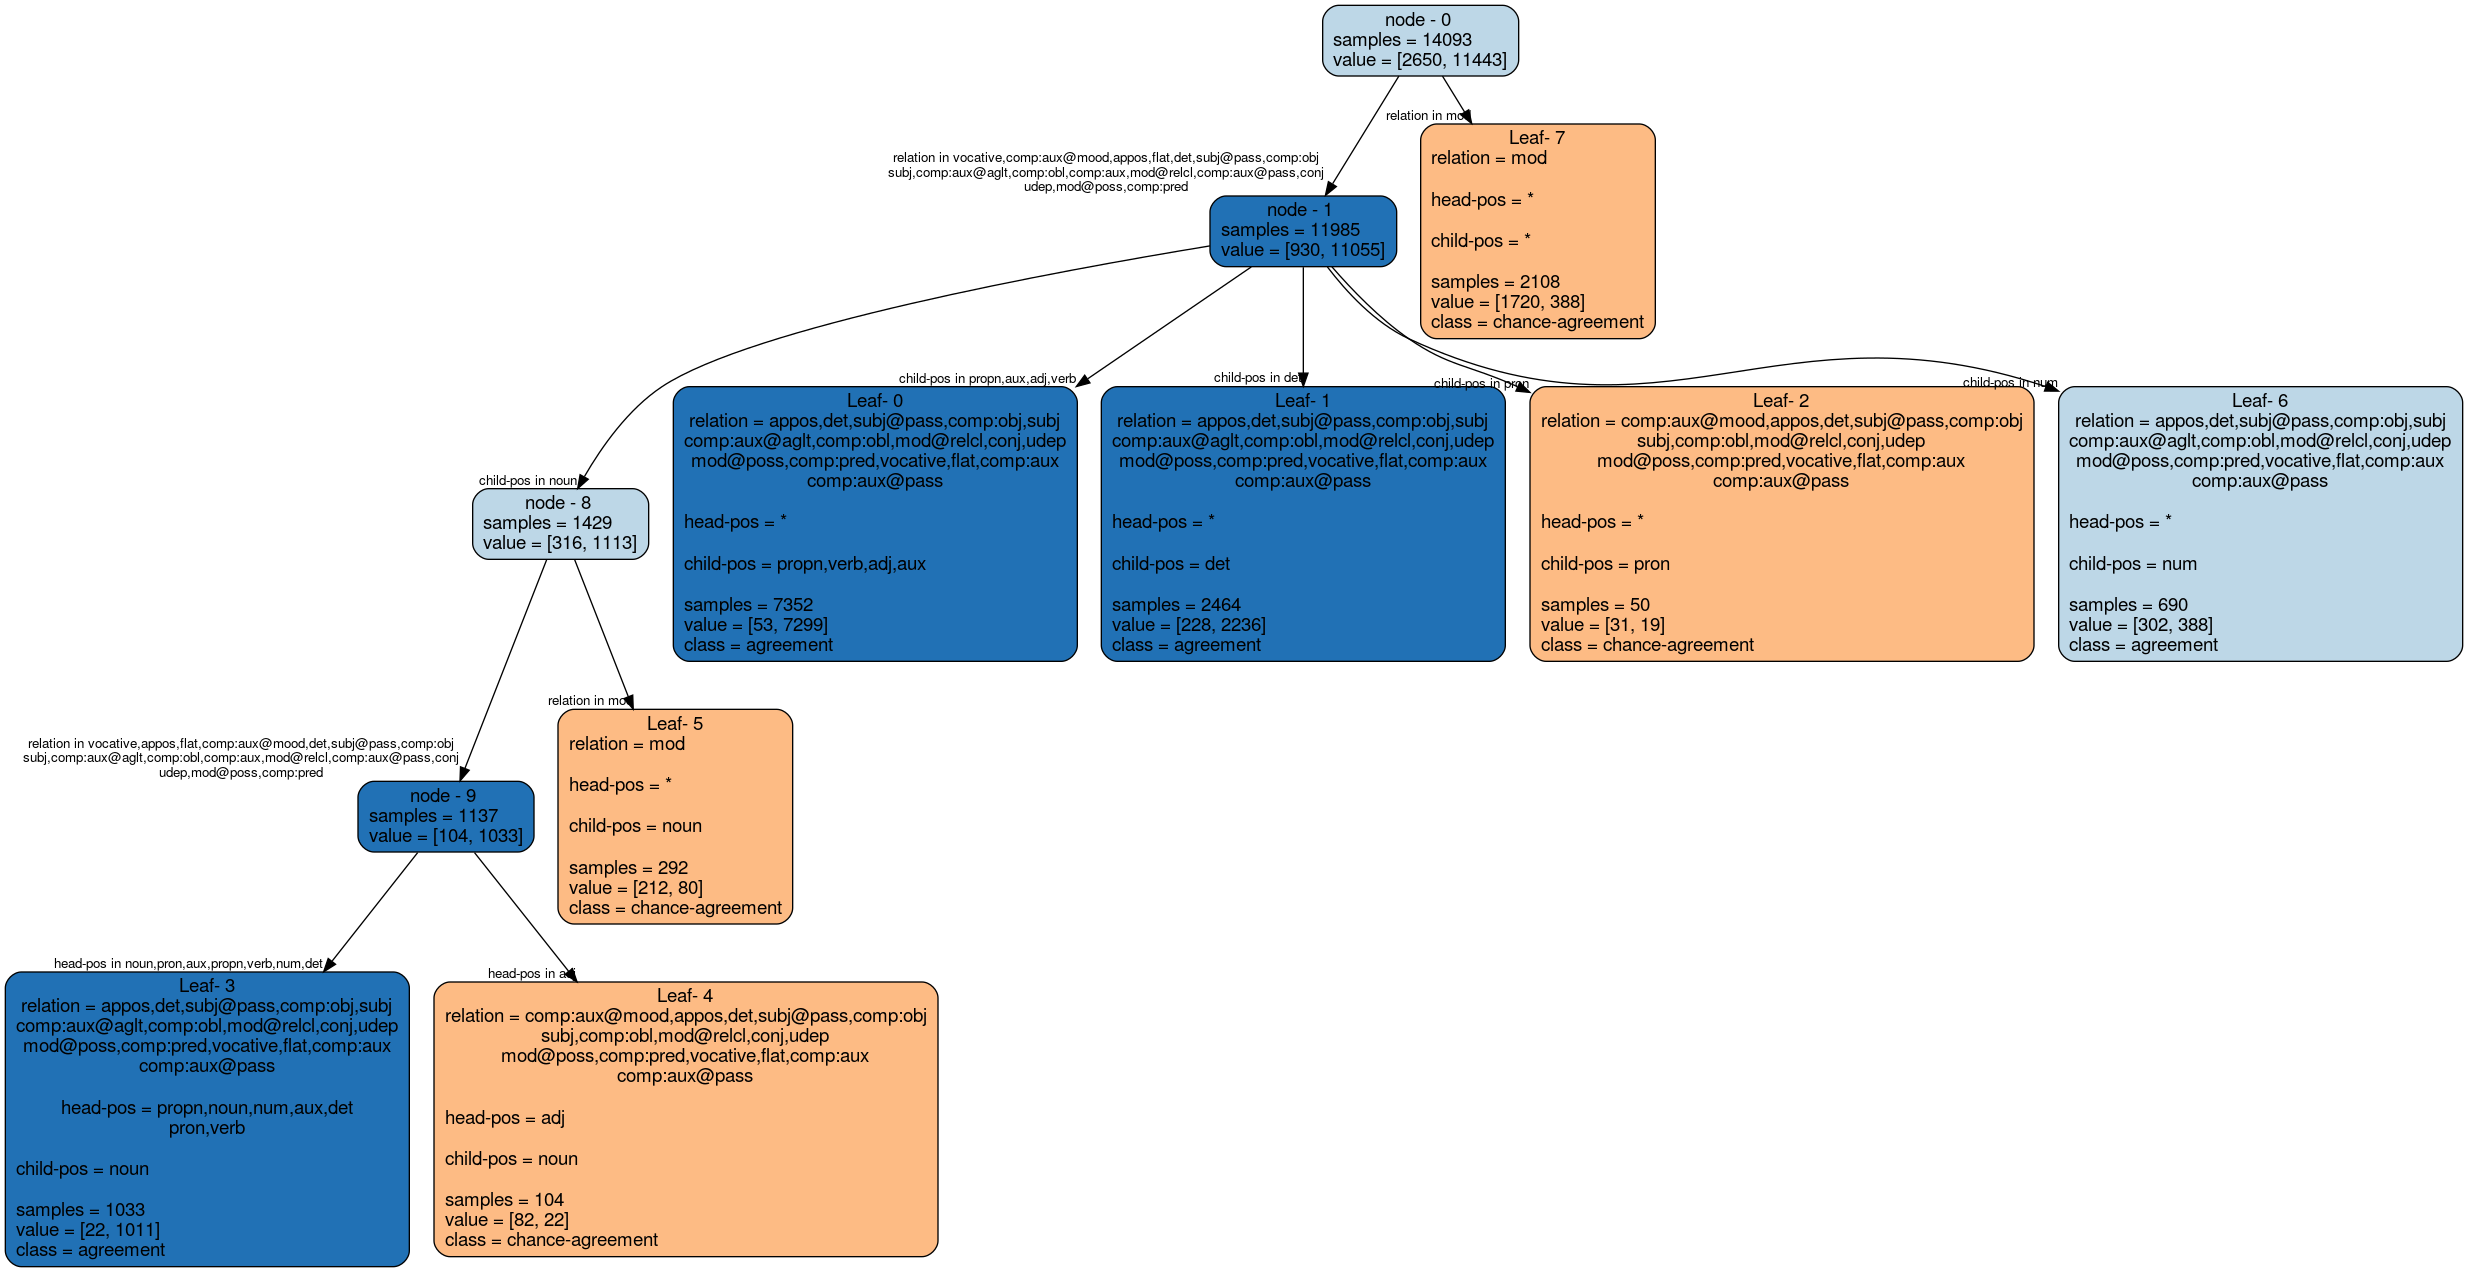 node - 0
samples = 14093
value = [2650, 11443]
relation in mod
Leaf- 7
relation = mod
head-pos = *
child-pos = *
samples = 2108
value = [1720, 388]
class = chance-agreement
relation in vocative,comp:aux@mood,appos,flat,det,subj@pass,comp:obj
subj,comp:aux@aglt,comp:obl,comp:aux,mod@relcl,comp:aux@pass,conj
udep,mod@poss,comp:pred
node - 1
samples = 11985
value = [930, 11055]
child-pos in noun
node - 8
samples = 1429
value = [316, 1113]
child-pos in propn,aux,adj,verb
Leaf- 0
relation = appos,det,subj@pass,comp:obj,subj
comp:aux@aglt,comp:obl,mod@relcl,conj,udep
mod@poss,comp:pred,vocative,flat,comp:aux
comp:aux@pass
head-pos = *
child-pos = propn,verb,adj,aux
samples = 7352
value = [53, 7299]
class = agreement
child-pos in det
Leaf- 1
relation = appos,det,subj@pass,comp:obj,subj
comp:aux@aglt,comp:obl,mod@relcl,conj,udep
mod@poss,comp:pred,vocative,flat,comp:aux
comp:aux@pass
head-pos = *
child-pos = det
samples = 2464
value = [228, 2236]
class = agreement
child-pos in pron
Leaf- 2
relation = comp:aux@mood,appos,det,subj@pass,comp:obj
subj,comp:obl,mod@relcl,conj,udep
mod@poss,comp:pred,vocative,flat,comp:aux
comp:aux@pass
head-pos = *
child-pos = pron
samples = 50
value = [31, 19]
class = chance-agreement
child-pos in num
Leaf- 6
relation = appos,det,subj@pass,comp:obj,subj
comp:aux@aglt,comp:obl,mod@relcl,conj,udep
mod@poss,comp:pred,vocative,flat,comp:aux
comp:aux@pass
head-pos = *
child-pos = num
samples = 690
value = [302, 388]
class = agreement
relation in mod
Leaf- 5
relation = mod
head-pos = *
child-pos = noun
samples = 292
value = [212, 80]
class = chance-agreement
relation in vocative,appos,flat,comp:aux@mood,det,subj@pass,comp:obj
subj,comp:aux@aglt,comp:obl,comp:aux,mod@relcl,comp:aux@pass,conj
udep,mod@poss,comp:pred
node - 9
samples = 1137
value = [104, 1033]
head-pos in noun,pron,aux,propn,verb,num,det
Leaf- 3
relation = appos,det,subj@pass,comp:obj,subj
comp:aux@aglt,comp:obl,mod@relcl,conj,udep
mod@poss,comp:pred,vocative,flat,comp:aux
comp:aux@pass
head-pos = propn,noun,num,aux,det
pron,verb
child-pos = noun
samples = 1033
value = [22, 1011]
class = agreement
head-pos in adj
Leaf- 4
relation = comp:aux@mood,appos,det,subj@pass,comp:obj
subj,comp:obl,mod@relcl,conj,udep
mod@poss,comp:pred,vocative,flat,comp:aux
comp:aux@pass
head-pos = adj
child-pos = noun
samples = 104
value = [82, 22]
class = chance-agreement